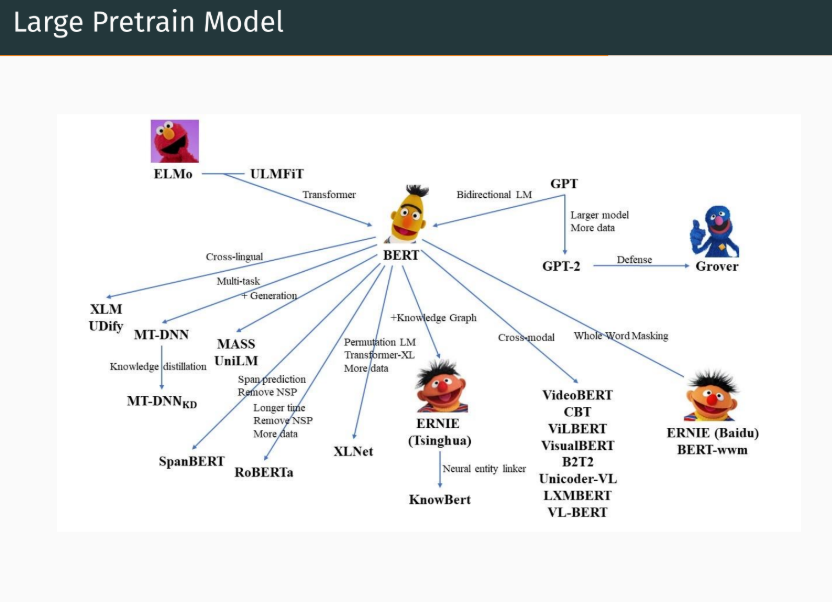 Large Pretrain Model
ELMo
ULMFiT
GPT
Transformer
Bidirectional LM
Larger model
More data
BERT
GPT-2
Defense
Grover
Cross-lingual
Multi-task
+ Generation
XLM
UDify
MT-DNN
MASS
UniLM
Knowledge distillation
MT-DNNKD
+Knowledge Graph
Permutation LM
Transformer-XL
More data
Cross-modal
Whole Word Masking
Span prediction
Remove NSP
Longer time
Remove NSP
More data
SpanBERT
RoBERTa
XLNet
ERNIE
(Tsinghua)
Neural entity linker
KnowBert
VideoBERT
CBT
ViLBERT
VisualBERT
B2T2
Unicoder-VL
LXMBERT
VL-BERT
ERNIE (Baidu)
BERT-wwm